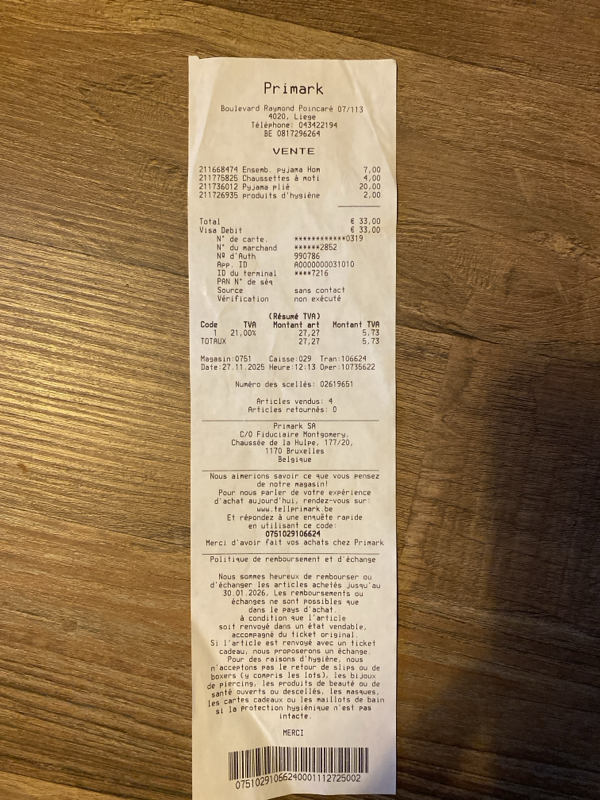 Primark
Boulevard Raymond Poincaré 07/113
4020, Liege
Téléphone: 043422194
BE 0817296264
VENTE
211668474 Ensemb. pyjama Hom 7,00
211775825 Chaussettes à moti 4,00
211736012 Pyjama plié 20,00
211726935 produits d'hygiène 2,00
Total € 33,00
Visa Debit € 33,00
N° de carte ************0319
N° du marchand ******2852
Nº d'Auth 990786
App. ID A0000000031010
ID du terminal ****7216
PAN N° de séq
Source sans contact
Vérification non exécuté
(Résumé TVA)
Code TVA Montant art Montant TVA
1 21,00% 27,27 5,73
TOTAUX 27,27 5,73
Magasin:0751 Caisse:029 Tran:106624
Date:27.11.2025 Heure:12:13 Oper:10735622
Numéro des scellés: 02619651
Articles vendus: 4
Articles retournés: 0
Primark SA
C/O Fiduciaire Montgomery,
Chaussée de la Hulpe, 177/20,
1170 Bruxelles
Belgique
Nous aimerions savoir ce que vous pensez
de notre magasin!
Pour nous parler de votre expérience
d'achat aujourd'hui, rendez-vous sur:
www.tellprimark.be
Et répondez à une enquête rapide
en utilisant ce code:
0751029106624
Merci d'avoir fait vos achats chez Primark
Politique de remboursement et d'échange
Nous sommes heureux de rembourser ou
d'échanger les articles achetés jusqu'au
30.01.2026. Les remboursements ou
échanges ne sont possibles que
dans le pays d'achat.
à condition que l'article
soit renvoyé dans un état vendable,
accompagné du ticket original.
Si l'article est renvoyé avec un ticket
cadeau, nous proposerons un échange.
Pour des raisons d'hygiène, nous
n'acceptons pas le retour de slips ou de
boxers (y compris les lots), les bijoux
de piercing, les produits de beauté ou de
santé ouverts ou descellés, les masques,
les cartes cadeaux ou les maillots de bain
si la protection hygiénique n'est pas
intacte.
MERCI
07510291066240001112725002